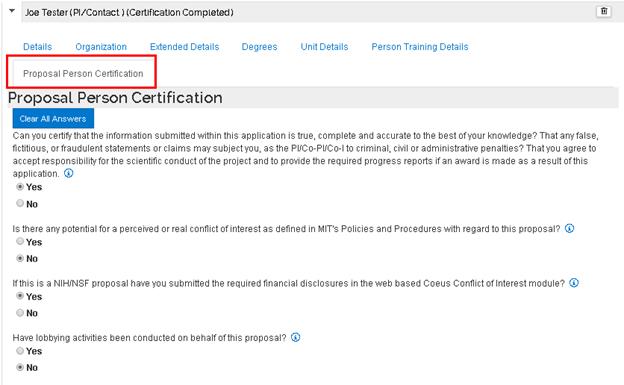 Joe Tester (PI/Contact ) (Certification Completed)
Details Organization Extended Details Degrees Unit Details Person Training Details
Proposal Person Certification
Proposal Person Certification
Clear All Answers
Can you certify that the information submitted within this application is true, complete and accurate to the best of your knowledge? That any false,
fictitious, or fraudulent statements or claims may subject you, as the PI/Co-PI/Co-I to criminal, civil or administrative penalties? That you agree to
accept responsibility for the scientific conduct of the project and to provide the required progress reports if an award is made as a result of this
application.
Yes
No
Is there any potential for a perceived or real conflict of interest as defined in MIT's Policies and Procedures with regard to this proposal?
Yes
No
If this is a NIH/NSF proposal have you submitted the required financial disclosures in the web based Coeus Conflict of Interest module?
Yes
No
Have lobbying activities been conducted on behalf of this proposal?
Yes
No